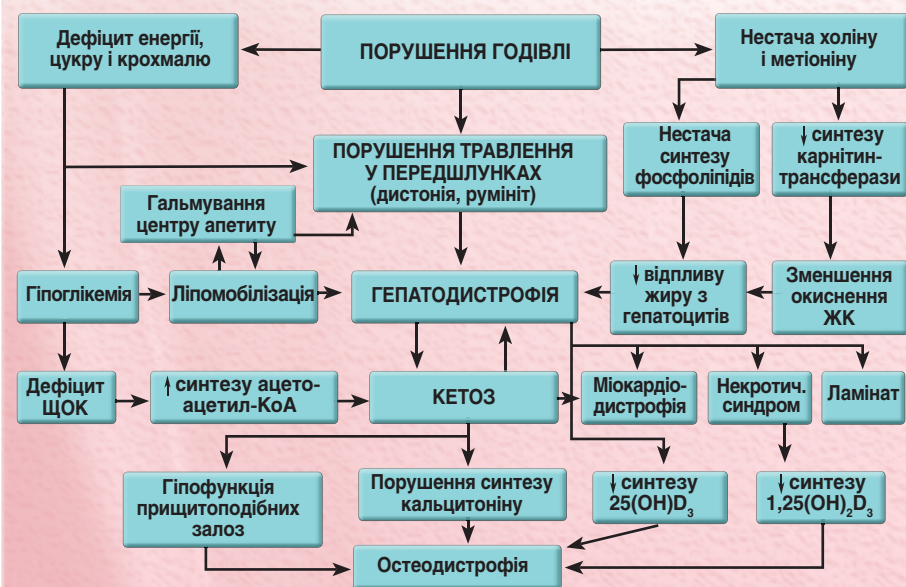 Дефіцит енергії,
цукру і крохмалю
ПОРУШЕННЯ ГОДІВЛІ
Нестача холіну
і метіоніну
ПОРУШЕННЯ ТРАВЛЕННЯ
У ПЕРЕДШЛУНКАХ
(дистонія, румініт)
Нестача
синтезу
фосфоліпідів
↓ синтезу
карнітин-
трансферази
Гальмування
центру апетиту
Гіпоглікемія
Ліпомобілізація
ГЕПАТОДИСТРОФІЯ
↓ відпливу
жиру з
гепатоцитів
Зменшення
окиснення
ЖК
Дефіцит
ЩОК
↑ синтезу ацето-
ацетил-КоА
КЕТОЗ
Міокардіо-
дистрофія
Некротич.
синдром
Ламінат
Гіпофункція
прищитоподібних
залоз
Порушення синтезу
кальцитоніну
↓ синтезу
25(OH)D₃
↓ синтезу
1,25(OH)₂D₃
Остеодистрофія